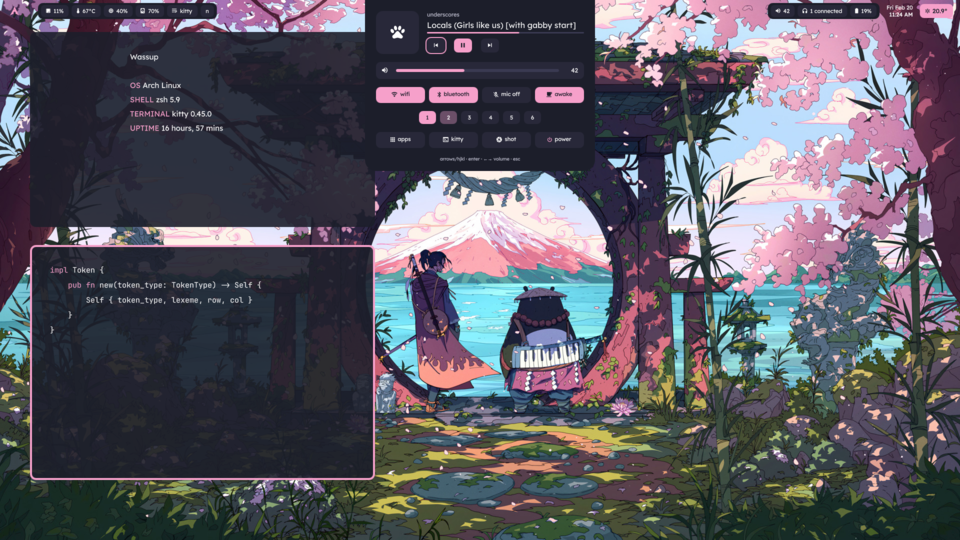 11% 67°C 40% 70% kitty n
42 1 connected 19%
Fri Feb 20
11:24 AM
20.9°
underscores
Locals (Girls like us) [with gabby start]
42
wifi bluetooth mic off awake
1 2 3 4 5 6
apps kitty shot power
arrows/hjkl · enter · ← → volume · esc
Wassup
OS Arch Linux
SHELL zsh 5.9
TERMINAL kitty 0.45.0
UPTIME 16 hours, 57 mins
impl Token {
pub fn new(token_type: TokenType) -> Self {
Self { token_type, lexeme, row, col }
}
}